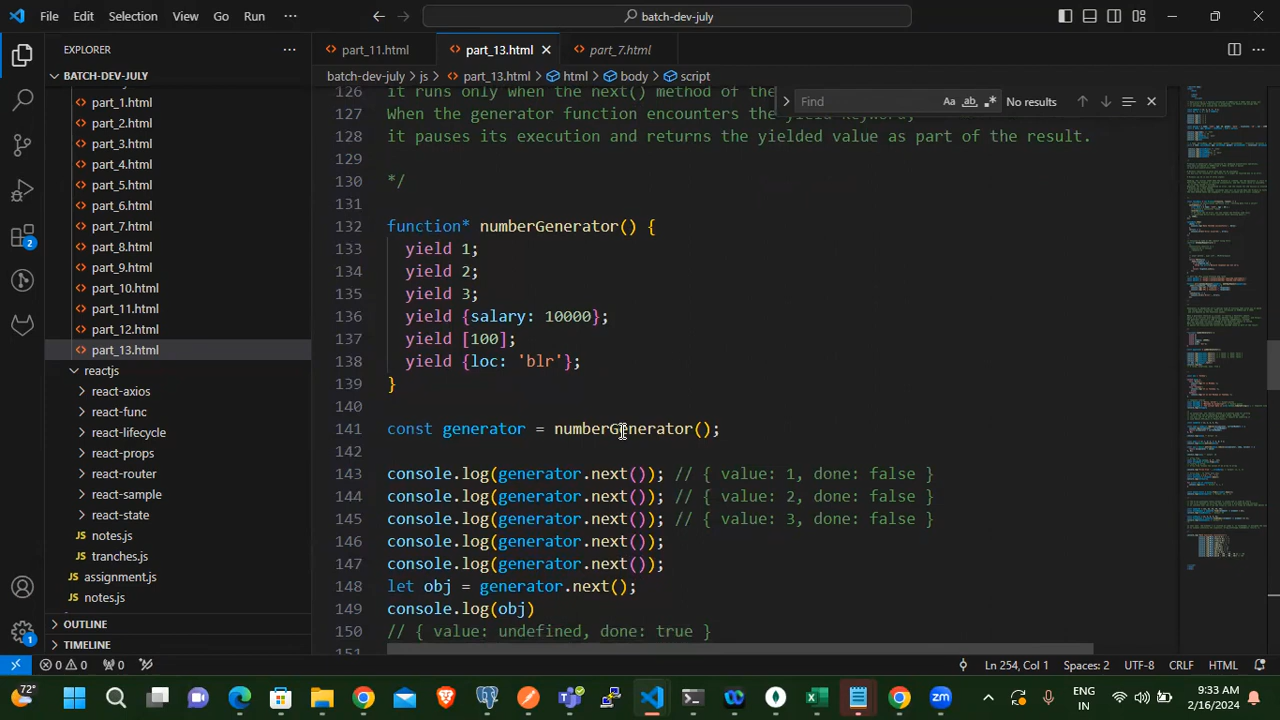 File Edit Selection View Go Run ··· batch-dev-july
EXPLORER ···
part_11.html part_13.html part_7.html
BATCH-DEV-JULY
batch-dev-july > js > part_13.html > html > body > script
part_1.html
part_2.html
part_3.html
part_4.html
part_5.html
part_6.html
part_7.html
part_8.html
part_9.html
part_10.html
part_11.html
part_12.html
part_13.html
reactjs
react-axios
react-func
react-lifecycle
react-props
react-router
react-sample
react-state
notes.js
tranches.js
JS assignment.js
JS notes.js
OUTLINE
TIMELINE
2
1
Find Aa ab .* No results
126 it runs only when the next() method of the
127 When the generator function encounters the yield keyword,
128 it pauses its execution and returns the yielded value as part of the result.
129
130 */
131
132 function* numberGenerator() {
133 yield 1;
134 yield 2;
135 yield 3;
136 yield {salary: 10000};
137 yield [100];
138 yield {loc: 'blr'};
139 }
140
141 const generator = numberGenerator();
142
143 console.log(generator.next()); // { value: 1, done: false }
144 console.log(generator.next()); // { value: 2, done: false }
145 console.log(generator.next()); // { value: 3, done: false }
146 console.log(generator.next());
147 console.log(generator.next());
148 let obj = generator.next();
149 console.log(obj)
150 // { value: undefined, done: true }
151
0 0 0 Ln 254, Col 1 Spaces: 2 UTF-8 CRLF HTML
72° zm ENG IN 9:33 AM 2/16/2024